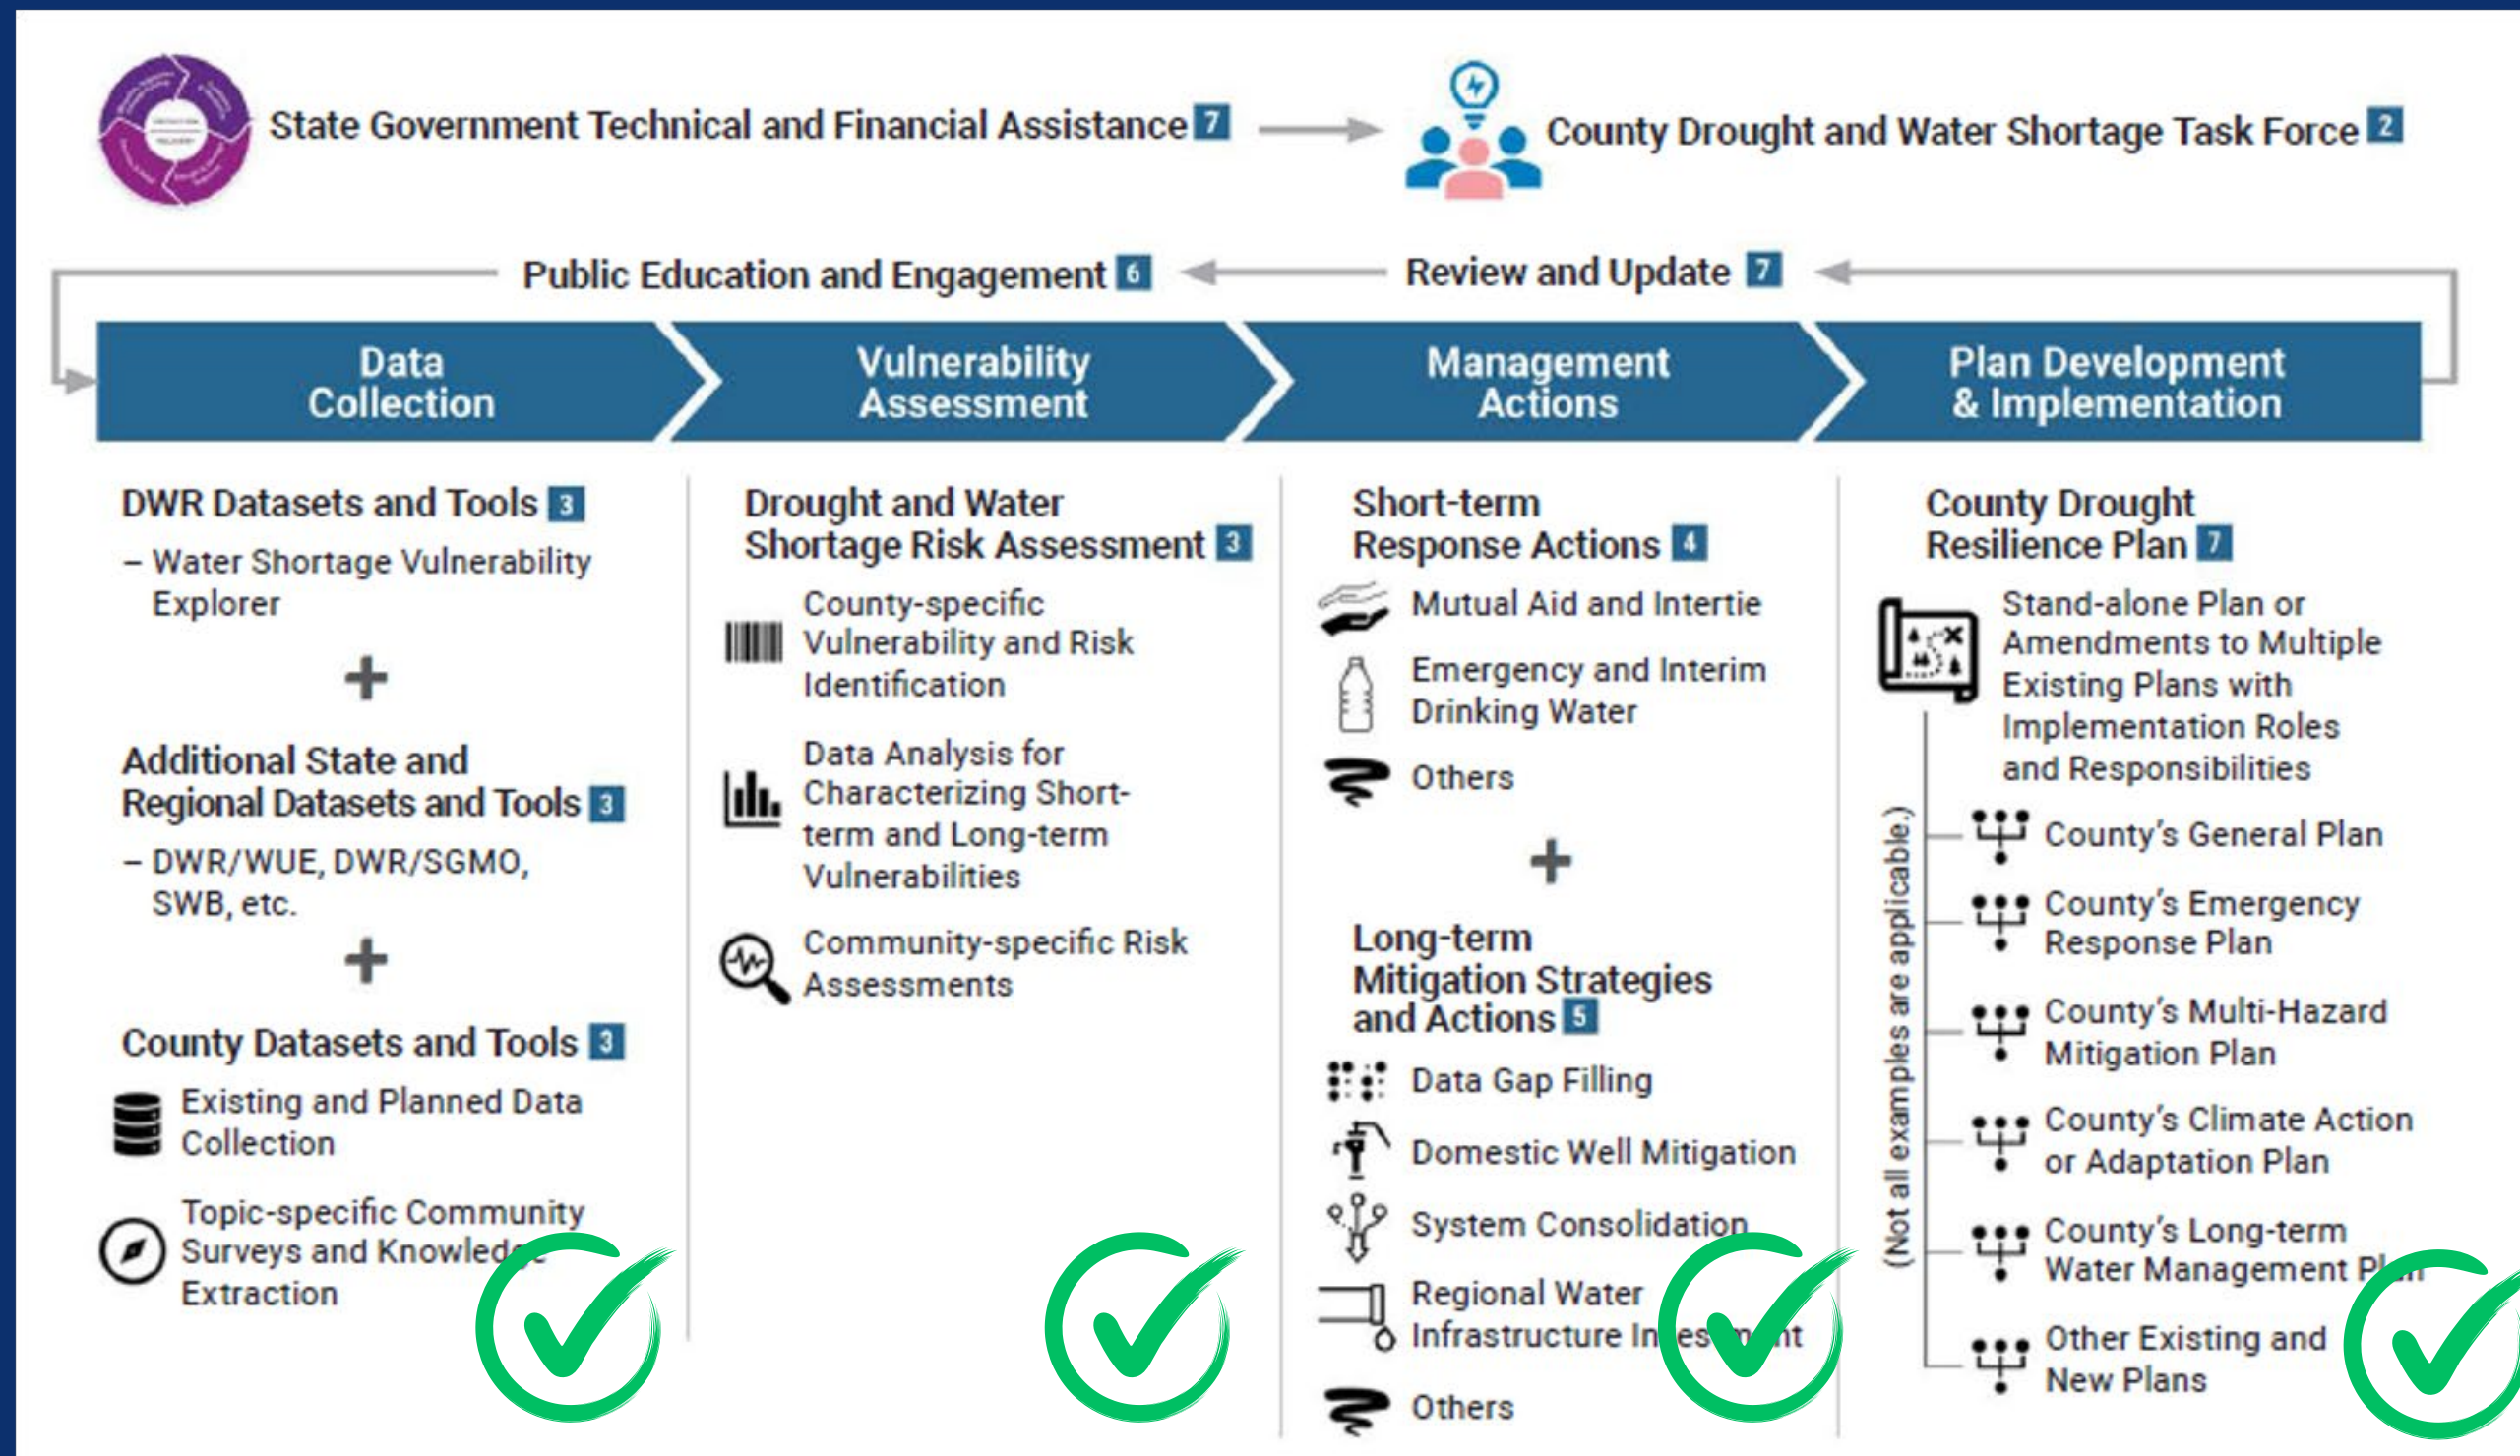 State Government Technical and Financial Assistance 7
County Drought and Water Shortage Task Force 2
Public Education and Engagement 6
Review and Update 7
Data
Collection
Vulnerability
Assessment
Management
Actions
Plan Development
& Implementation
DWR Datasets and Tools 3
– Water Shortage Vulnerability
Explorer
+
Additional State and
Regional Datasets and Tools 3
– DWR/WUE, DWR/SGMO,
SWB, etc.
+
County Datasets and Tools 3
Existing and Planned Data
Collection
Topic-specific Community
Surveys and Knowledge
Extraction
Drought and Water
Shortage Risk Assessment 3
County-specific
Vulnerability and Risk
Identification
Data Analysis for
Characterizing Short-
term and Long-term
Vulnerabilities
Community-specific Risk
Assessments
Short-term
Response Actions 4
Mutual Aid and Intertie
Emergency and Interim
Drinking Water
Others
+
Long-term
Mitigation Strategies
and Actions 5
Data Gap Filling
Domestic Well Mitigation
System Consolidation
Regional Water
Infrastructure Investment
Others
County Drought
Resilience Plan 7
Stand-alone Plan or
Amendments to Multiple
Existing Plans with
Implementation Roles
and Responsibilities
(Not all examples are applicable.)
County's General Plan
County's Emergency
Response Plan
County's Multi-Hazard
Mitigation Plan
County's Climate Action
or Adaptation Plan
County's Long-term
Water Management Plan
Other Existing and
New Plans